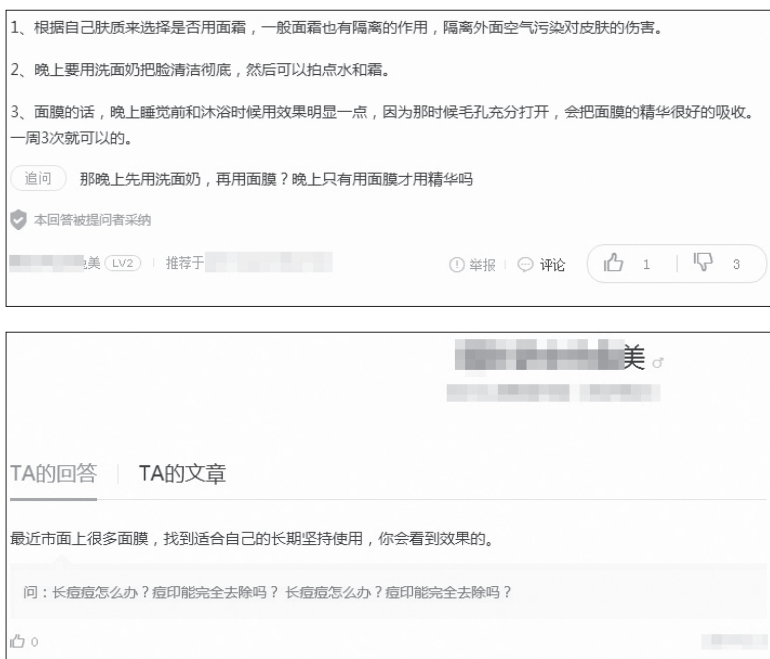 1、根据自己肤质来选择是否用面霜，一般面霜也有隔离的作用，隔离外面空气污染对皮肤的伤害。
2、晚上要用洗面奶把脸清洁彻底，然后可以拍点水和霜。
3、面膜的话，晚上睡觉前和沐浴时候用效果明显一点，因为那时候毛孔充分打开，会把面膜的精华很好的吸收。
一周3次就可以的。
追问 那晚上先用洗面奶，再用面膜？晚上只有用面膜才用精华吗
本回答被提问者采纳
美 LV2 推荐于 举报 评论 1 3
美
TA的回答 TA的文章
最近市面上很多面膜，找到适合自己的长期坚持使用，你会看到效果的。
问：长痘痘怎么办？痘印能完全去除吗？ 长痘痘怎么办？痘印能完全去除吗？
0